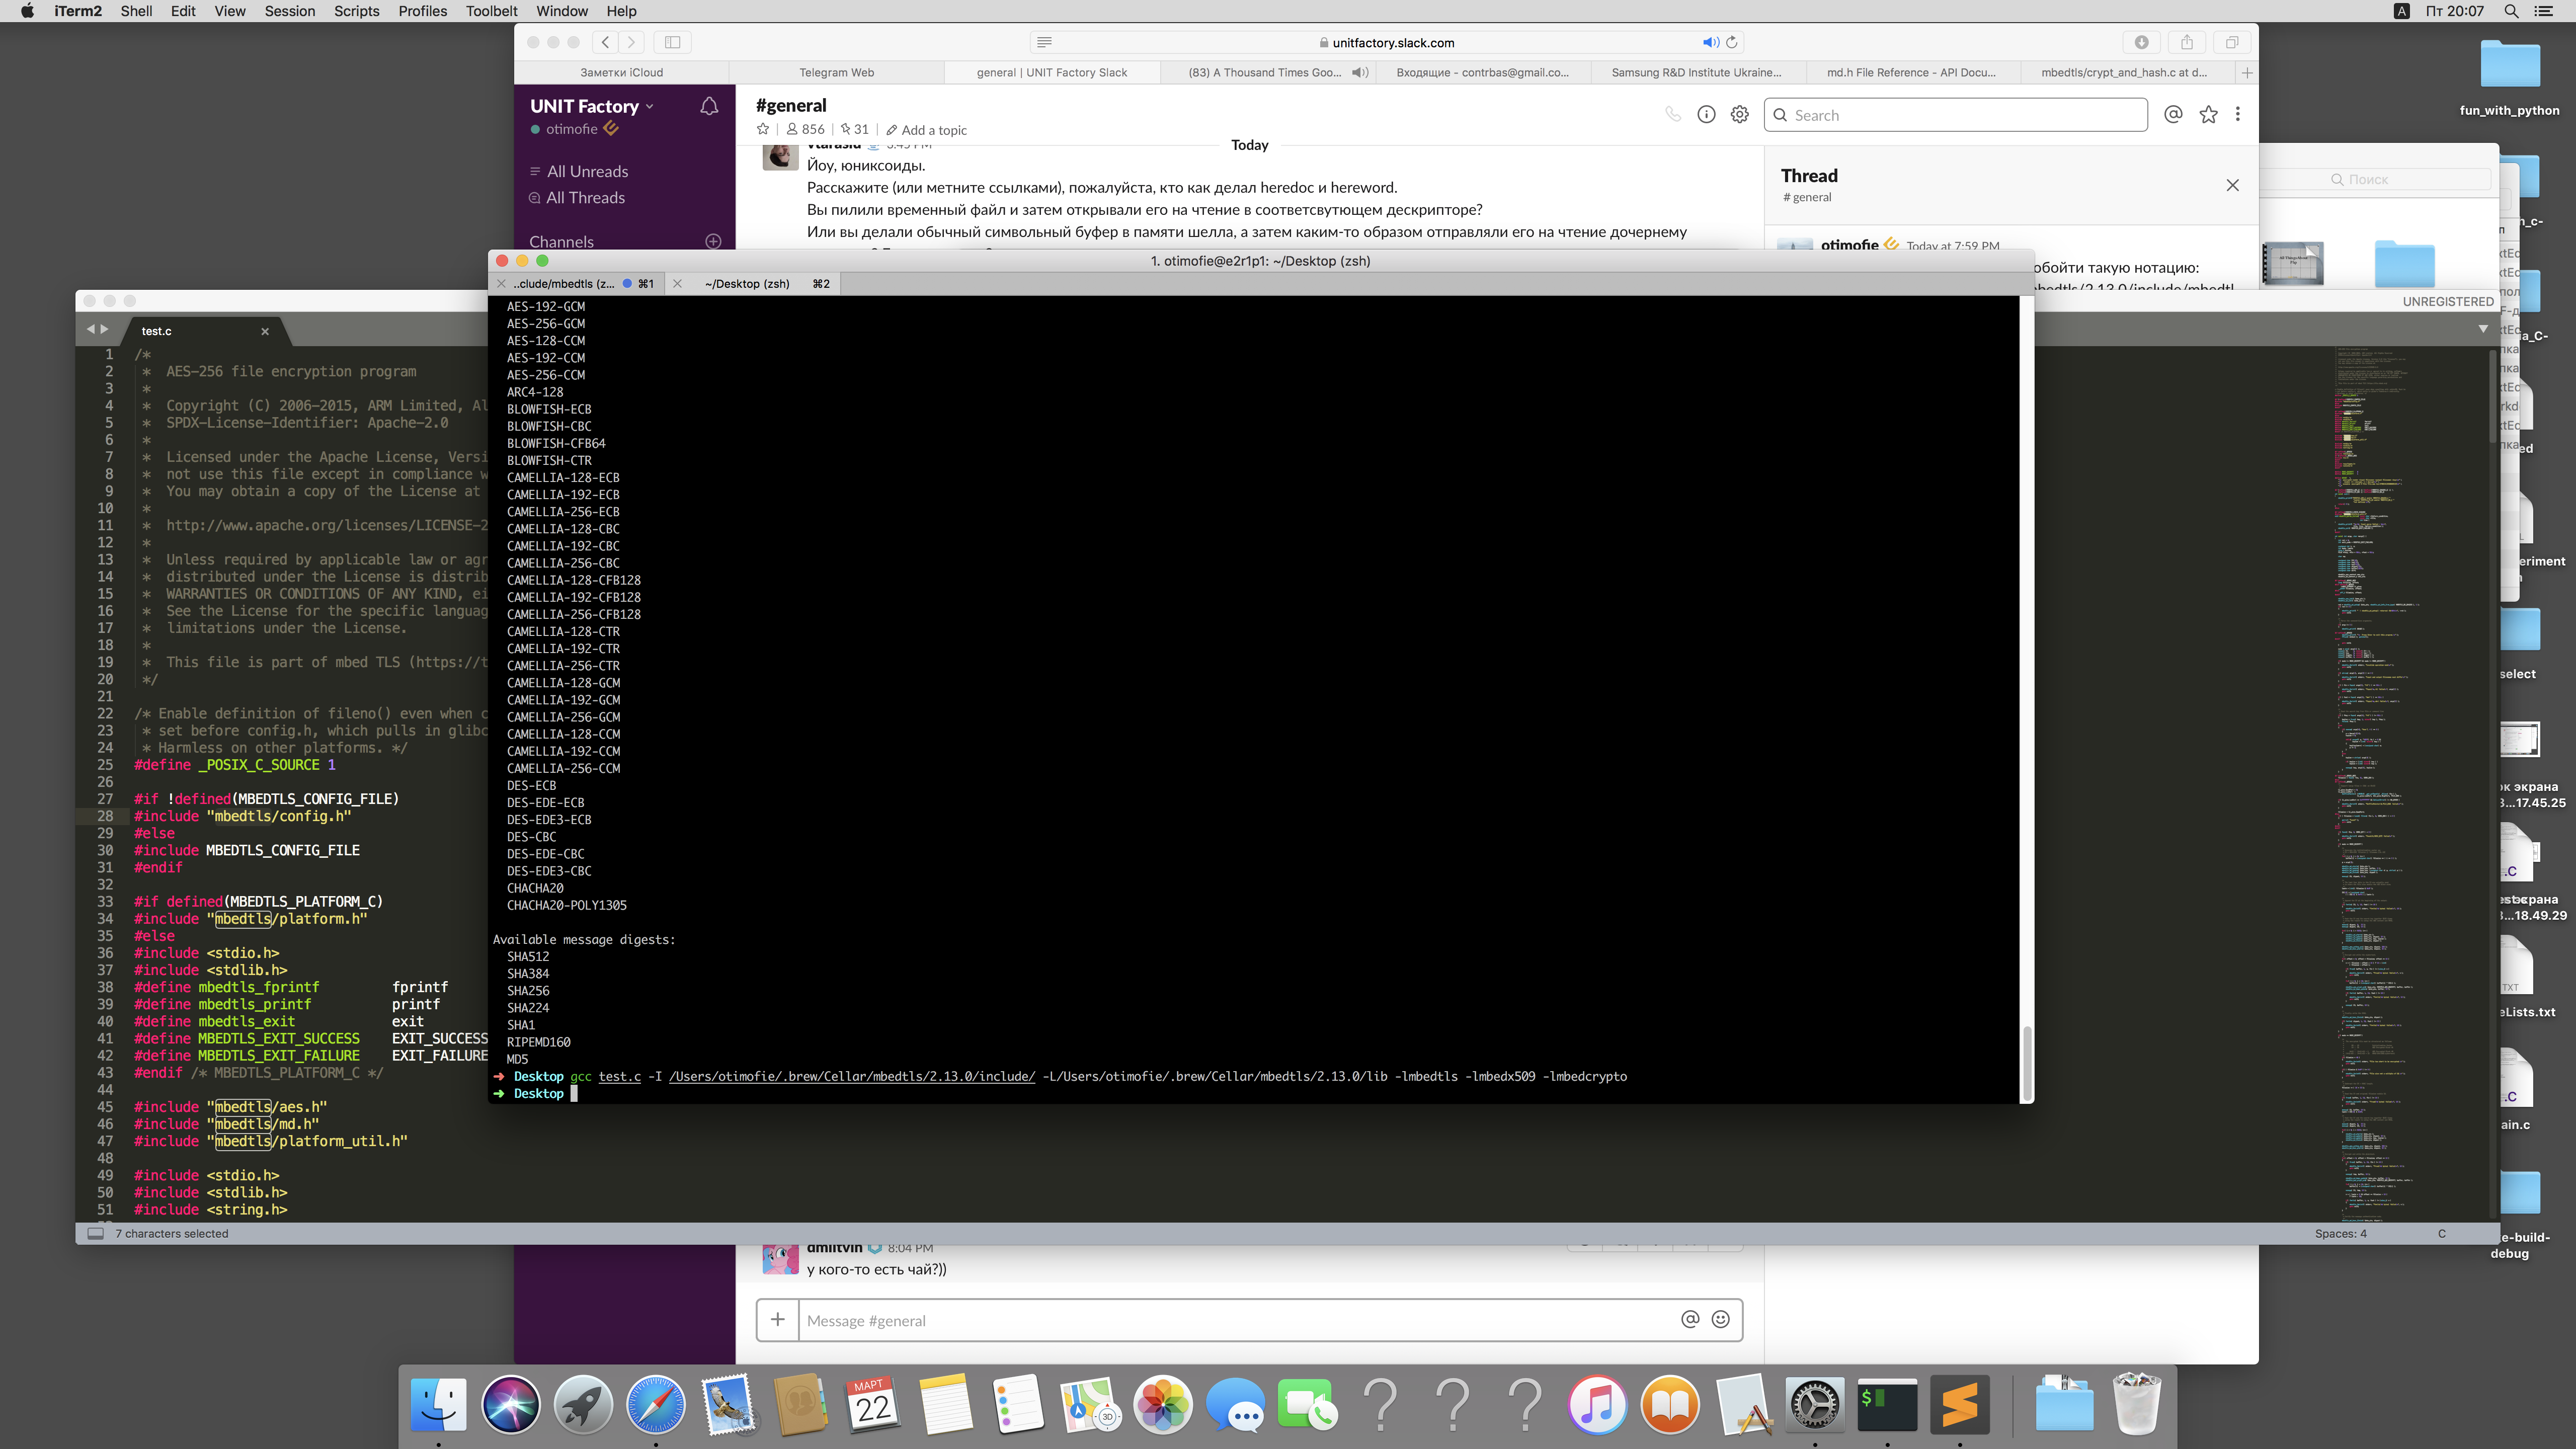 iTerm2 Shell Edit View Session Scripts Profiles Toolbelt Window Help
A Пт 20:07
unitfactory.slack.com
Заметки iCloud
Telegram Web
general | UNIT Factory Slack
(83) A Thousand Times Goo...
Входящие - contrbas@gmail.co...
Samsung R&D Institute Ukraine...
md.h File Reference - API Docu...
mbedtls/crypt_and_hash.c at d...
UNIT Factory
otimofie
All Unreads
All Threads
Channels
#general
856 31 Add a topic
Search
Today
vtarasiu 5:45 PM
Йоу, юниксоиды.
Расскажите (или метните ссылками), пожалуйста, кто как делал heredoc и hereword.
Вы пилили временный файл и затем открывали его на чтение в соответсвутющем дескрипторе?
Или вы делали обычный символьный буфер в памяти шелла, а затем каким-то образом отправляли его на чтение дочернему
Thread
# general
otimofie Today at 7:59 PM
обойти такую нотацию:
mbedtls/2.13.0/include/mbedtl
Поиск
fun_with_python
UNREGISTERED
1. otimofie@e2r1p1: ~/Desktop (zsh)
..clude/mbedtls (z... ⌘1
~/Desktop (zsh) ⌘2
AES-192-GCM
AES-256-GCM
AES-128-CCM
AES-192-CCM
AES-256-CCM
ARC4-128
BLOWFISH-ECB
BLOWFISH-CBC
BLOWFISH-CFB64
BLOWFISH-CTR
CAMELLIA-128-ECB
CAMELLIA-192-ECB
CAMELLIA-256-ECB
CAMELLIA-128-CBC
CAMELLIA-192-CBC
CAMELLIA-256-CBC
CAMELLIA-128-CFB128
CAMELLIA-192-CFB128
CAMELLIA-256-CFB128
CAMELLIA-128-CTR
CAMELLIA-192-CTR
CAMELLIA-256-CTR
CAMELLIA-128-GCM
CAMELLIA-192-GCM
CAMELLIA-256-GCM
CAMELLIA-128-CCM
CAMELLIA-192-CCM
CAMELLIA-256-CCM
DES-ECB
DES-EDE-ECB
DES-EDE3-ECB
DES-CBC
DES-EDE-CBC
DES-EDE3-CBC
CHACHA20
CHACHA20-POLY1305
Available message digests:
SHA512
SHA384
SHA256
SHA224
SHA1
RIPEMD160
MD5
➜ Desktop gcc test.c -I /Users/otimofie/.brew/Cellar/mbedtls/2.13.0/include/ -L/Users/otimofie/.brew/Cellar/mbedtls/2.13.0/lib -lmbedtls -lmbedx509 -lmbedcrypto
➜ Desktop
test.c
1 /*
2 * AES-256 file encryption program
3 *
4 * Copyright (C) 2006-2015, ARM Limited, Al
5 * SPDX-License-Identifier: Apache-2.0
6 *
7 * Licensed under the Apache License, Versi
8 * not use this file except in compliance w
9 * You may obtain a copy of the License at
10 *
11 * http://www.apache.org/licenses/LICENSE-2
12 *
13 * Unless required by applicable law or agr
14 * distributed under the License is distrib
15 * WARRANTIES OR CONDITIONS OF ANY KIND, ei
16 * See the License for the specific languag
17 * limitations under the License.
18 *
19 * This file is part of mbed TLS (https://t
20 */
21
22 /* Enable definition of fileno() even when c
23 * set before config.h, which pulls in glibc
24 * Harmless on other platforms. */
25 #define _POSIX_C_SOURCE 1
26
27 #if !defined(MBEDTLS_CONFIG_FILE)
28 #include "mbedtls/config.h"
29 #else
30 #include MBEDTLS_CONFIG_FILE
31 #endif
32
33 #if defined(MBEDTLS_PLATFORM_C)
34 #include "mbedtls/platform.h"
35 #else
36 #include <stdio.h>
37 #include <stdlib.h>
38 #define mbedtls_fprintf fprintf
39 #define mbedtls_printf printf
40 #define mbedtls_exit exit
41 #define MBEDTLS_EXIT_SUCCESS EXIT_SUCCESS
42 #define MBEDTLS_EXIT_FAILURE EXIT_FAILURE
43 #endif /* MBEDTLS_PLATFORM_C */
44
45 #include "mbedtls/aes.h"
46 #include "mbedtls/md.h"
47 #include "mbedtls/platform_util.h"
48
49 #include <stdio.h>
50 #include <stdlib.h>
51 #include <string.h>
7 characters selected
Spaces: 4 C
dmlitvin 8:04 PM
у кого-то есть чай?))
Message #general
eriment
select
ок экрана
3...17.45.25
экрана
3...18.49.29
TXT
eLists.txt
.C
ain.c
e-build-
debug
МАРТ
22
3D
$